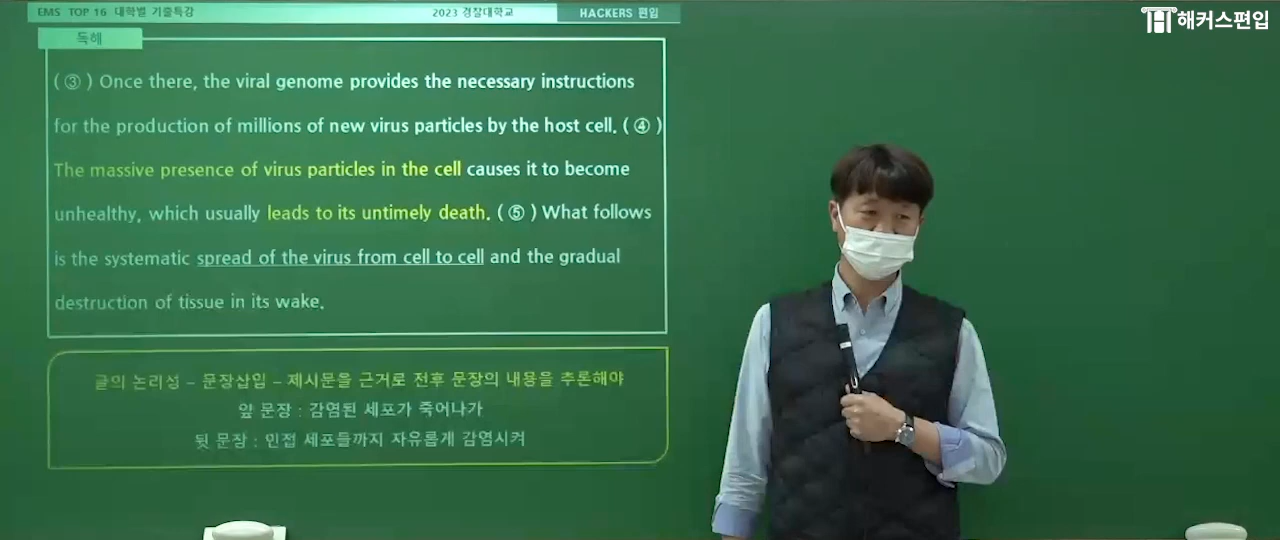 EMS TOP 16 대학별 기출특강
2023 경찰대학교
HACKERS 편입
해커스편입
독해
( ③ ) Once there, the viral genome provides the necessary instructions
for the production of millions of new virus particles by the host cell. ( ④ )
The massive presence of virus particles in the cell causes it to become
unhealthy, which usually leads to its untimely death. ( ⑤ ) What follows
is the systematic spread of the virus from cell to cell and the gradual
destruction of tissue in its wake.
글의 논리성 – 문장삽입 – 제시문을 근거로 전후 문장의 내용을 추론해야
앞 문장 : 감염된 세포가 죽어나가
뒷 문장 : 인접 세포들까지 자유롭게 감염시켜